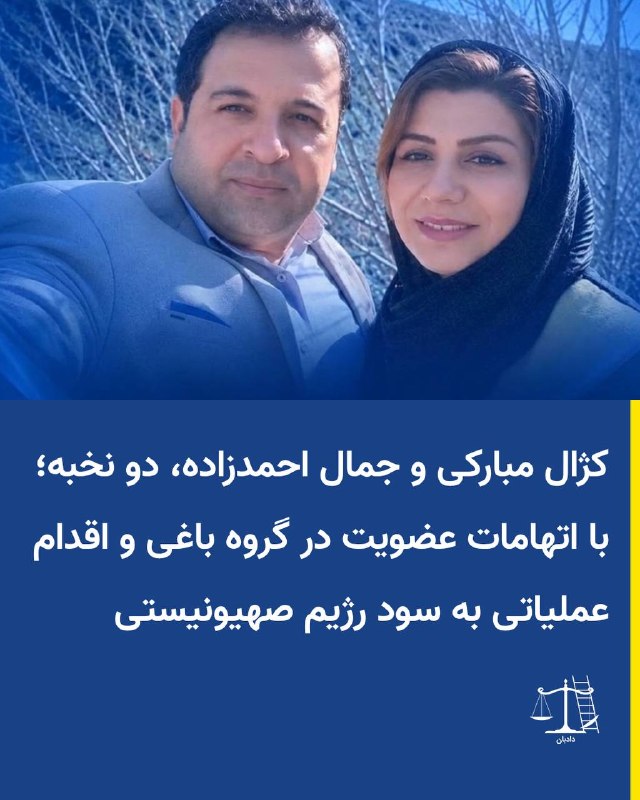 کژال مبارکی و جمال احمدزاده، دو نخبه؛
با اتهامات عضویت در گروه باغی و اقدام
عملیاتی به سود رژیم صهیونیستی
دادبان